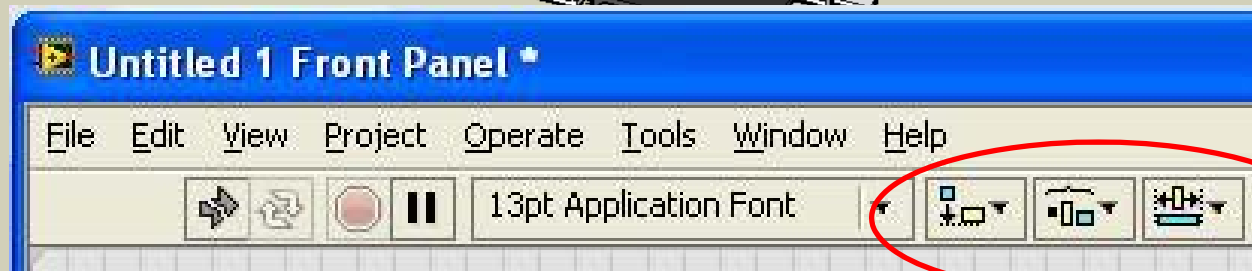 Untitled 1 Front Panel *
File Edit View Project Operate Tools Window Help
13pt Application Font